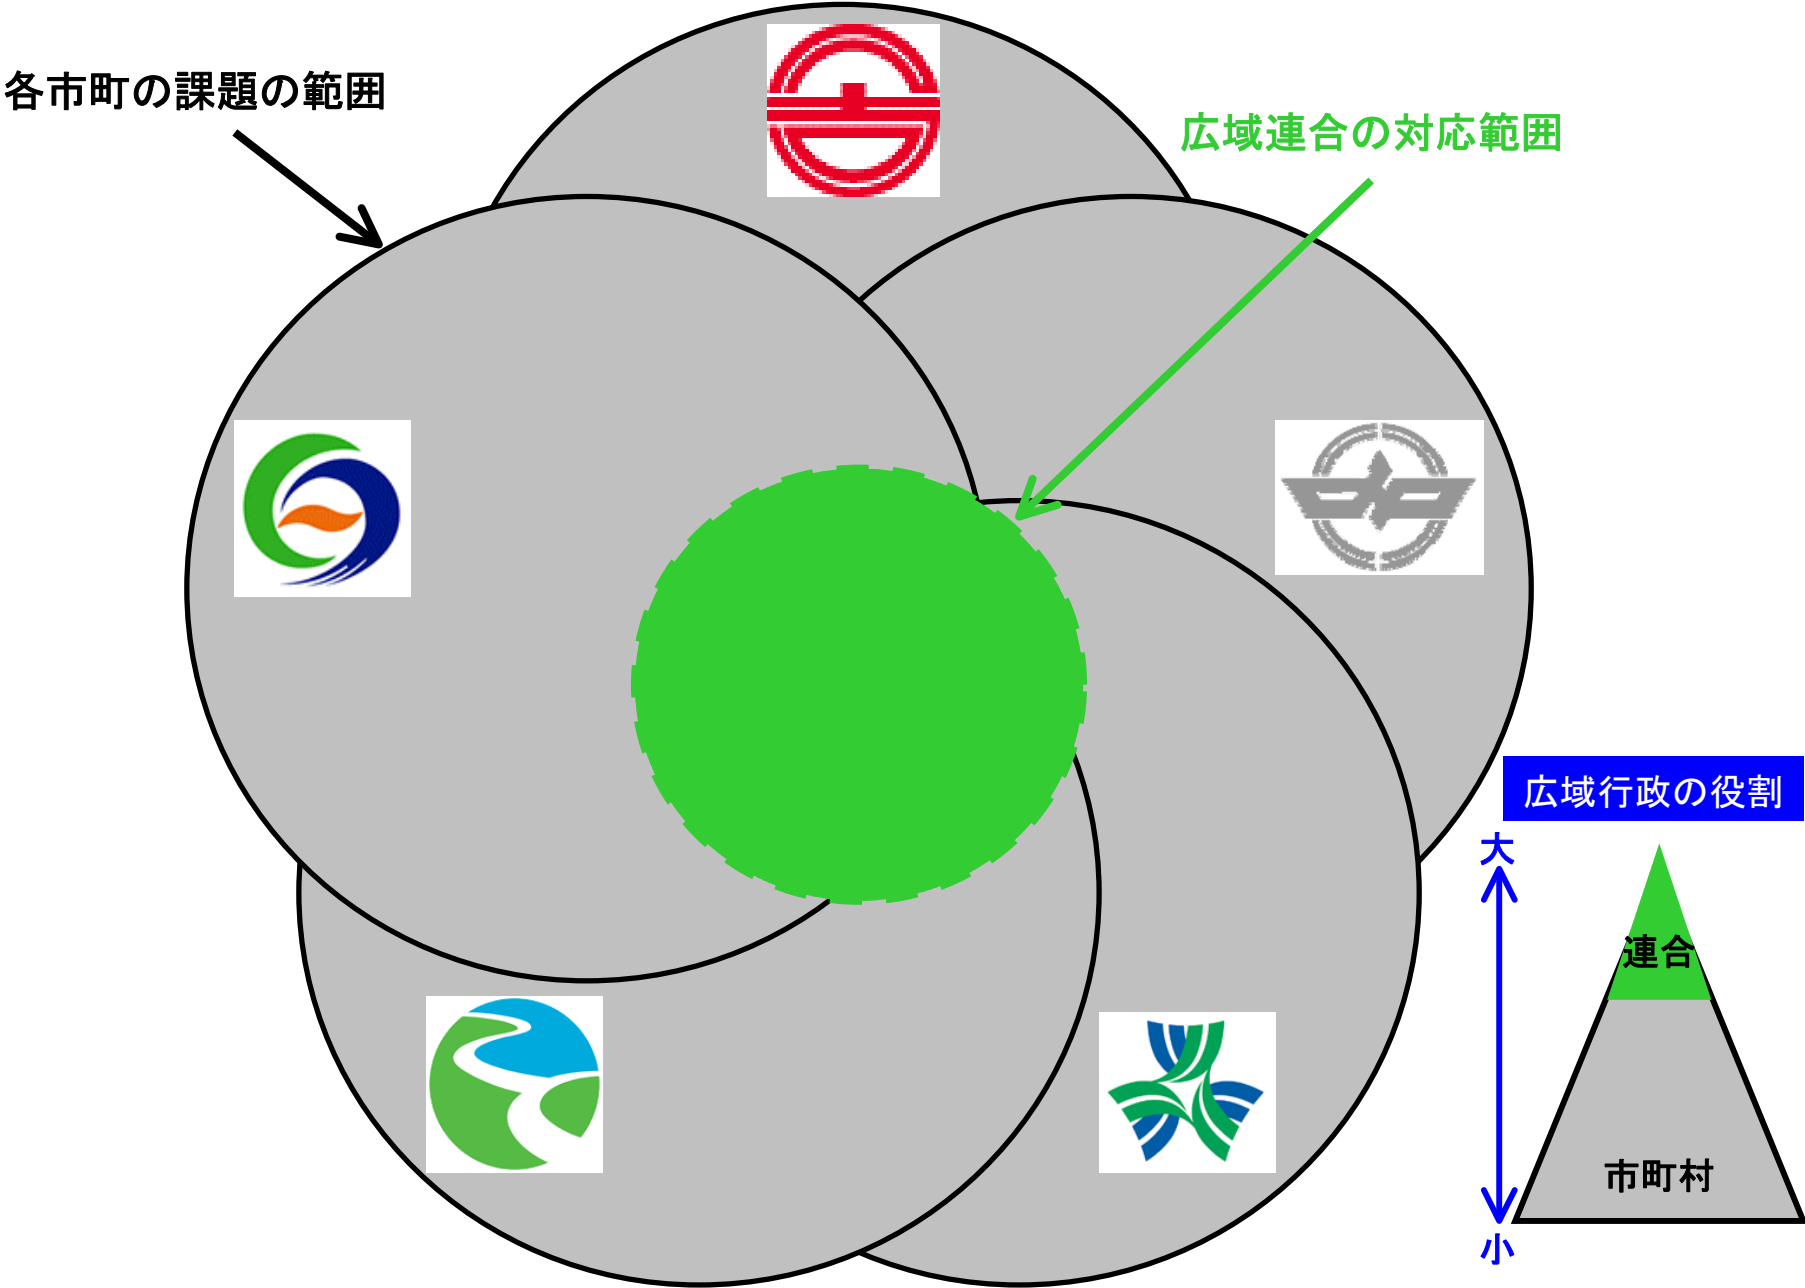 各市町の課題の範囲
広域連合の対応範囲
広域行政の役割
大
連合
市町村
小